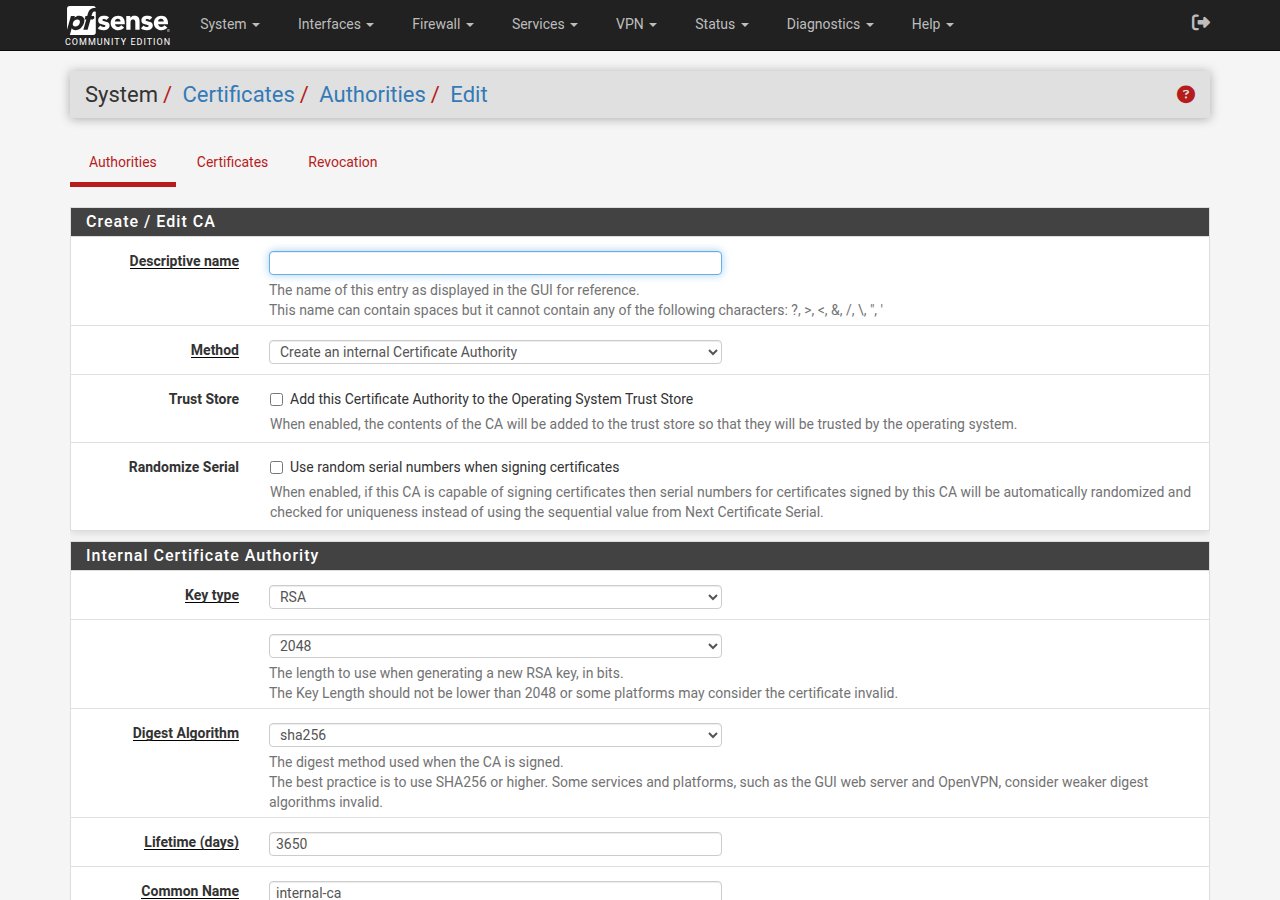 pfsense COMMUNITY EDITION System Interfaces Firewall Services VPN Status Diagnostics Help
System / Certificates / Authorities / Edit ?
Authorities Certificates Revocation
Create / Edit CA
Descriptive name
The name of this entry as displayed in the GUI for reference.
This name can contain spaces but it cannot contain any of the following characters: ?, >, <, &, /, \, ", '
Method Create an internal Certificate Authority
Trust Store Add this Certificate Authority to the Operating System Trust Store
When enabled, the contents of the CA will be added to the trust store so that they will be trusted by the operating system.
Randomize Serial Use random serial numbers when signing certificates
When enabled, if this CA is capable of signing certificates then serial numbers for certificates signed by this CA will be automatically randomized and
checked for uniqueness instead of using the sequential value from Next Certificate Serial.
Internal Certificate Authority
Key type RSA
2048
The length to use when generating a new RSA key, in bits.
The Key Length should not be lower than 2048 or some platforms may consider the certificate invalid.
Digest Algorithm sha256
The digest method used when the CA is signed.
The best practice is to use SHA256 or higher. Some services and platforms, such as the GUI web server and OpenVPN, consider weaker digest
algorithms invalid.
Lifetime (days) 3650
Common Name internal-ca